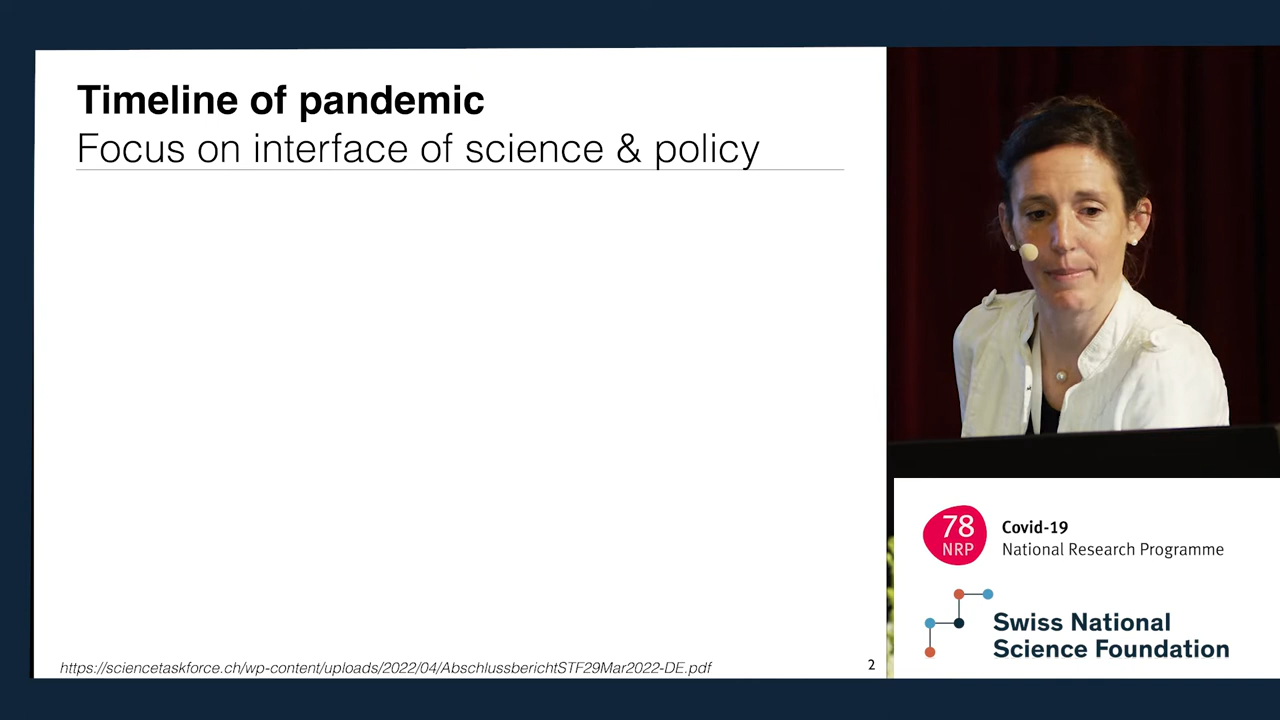 Timeline of pandemic
Focus on interface of science & policy
https://sciencetaskforce.ch/wp-content/uploads/2022/04/AbschlussberichtSTF29Mar2022-DE.pdf
2
78
NRP
Covid-19
National Research Programme
Swiss National
Science Foundation